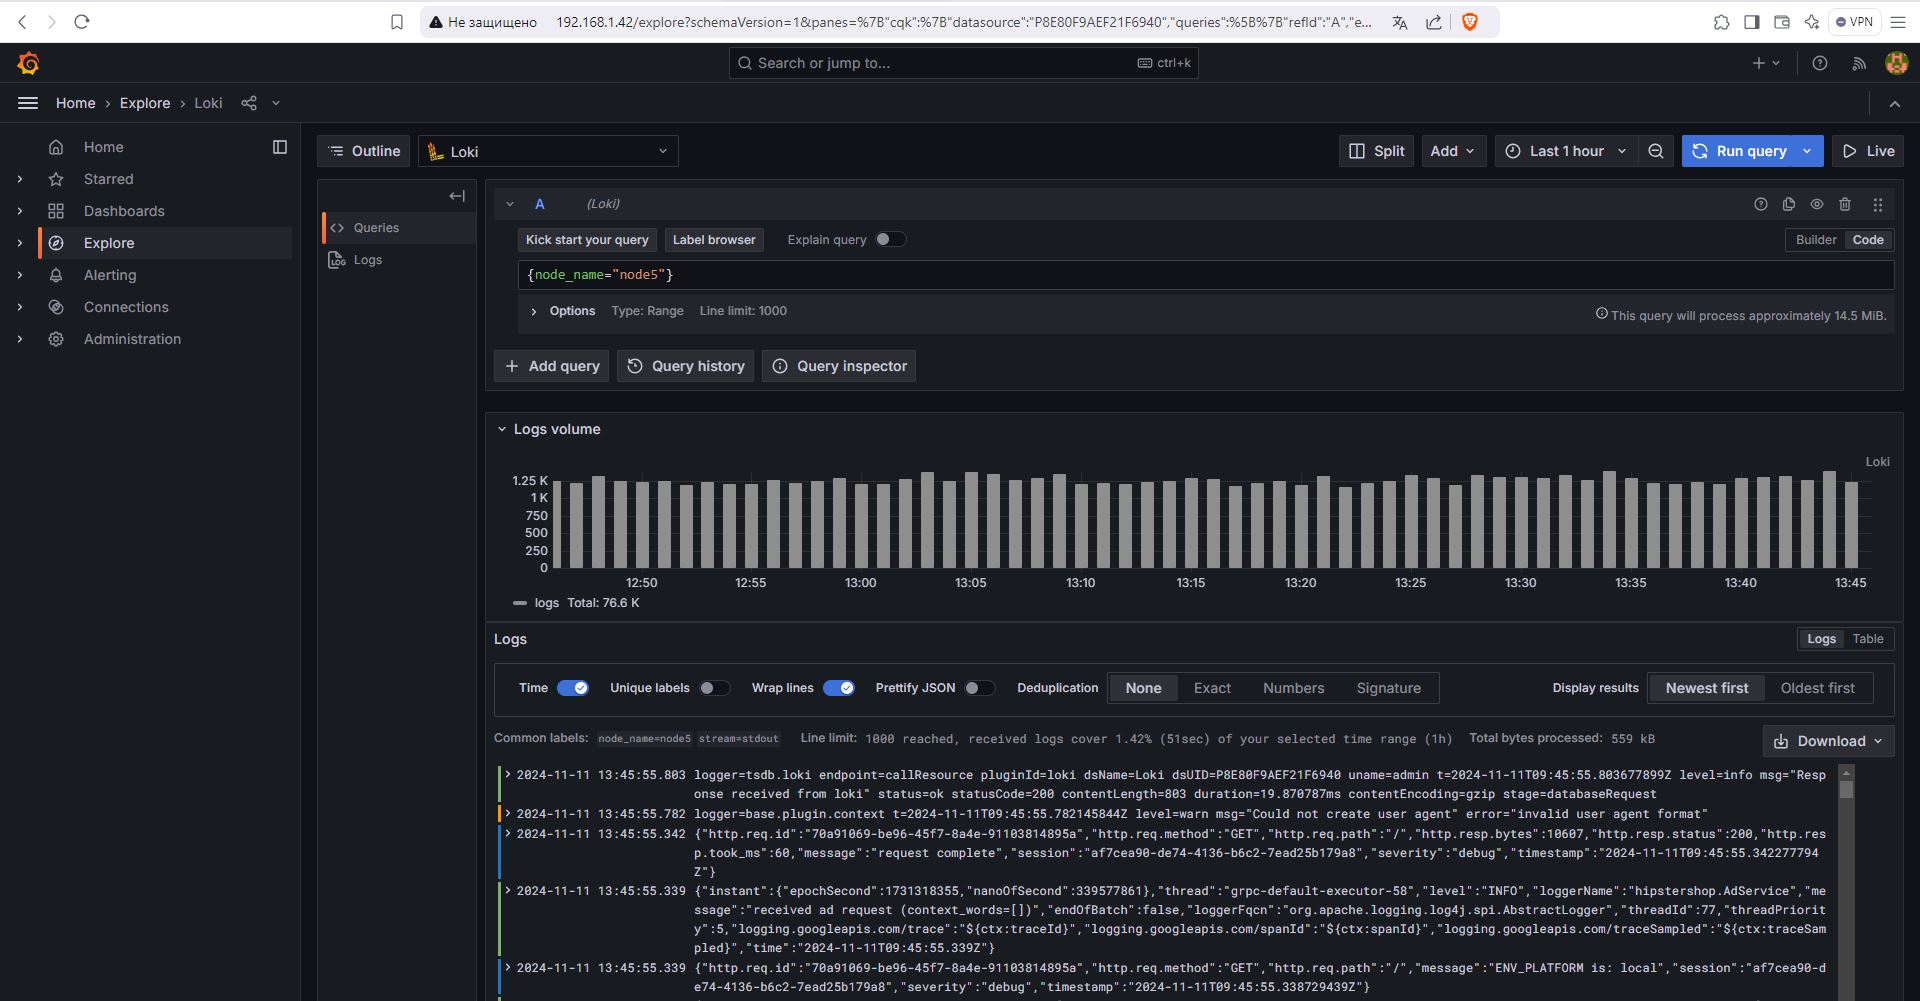 Не защищено 192.168.1.42/explore?schemaVersion=1&panes=%7B"cqk":%7B"datasource":"P8E80F9AEF21F6940","queries":%5B%7B"refId":"A","e...
VPN
Search or jump to...
ctrl+k
Home › Explore › Loki
Home
Starred
Dashboards
Explore
Alerting
Connections
Administration
Outline
Loki
Split
Add
Last 1 hour
Run query
Live
Queries
Logs
A (Loki)
Kick start your query
Label browser
Explain query
Builder
Code
{node_name="node5"}
Options Type: Range Line limit: 1000
This query will process approximately 14.5 MiB.
Add query
Query history
Query inspector
Logs volume
Loki
1.25 K
1 K
750
500
250
0
12:50 12:55 13:00 13:05 13:10 13:15 13:20 13:25 13:30 13:35 13:40 13:45
logs Total: 76.6 K
Logs
Logs
Table
Time
Unique labels
Wrap lines
Prettify JSON
Deduplication
None Exact Numbers Signature
Display results
Newest first Oldest first
Common labels: node_name=node5 stream=stdout Line limit: 1000 reached, received logs cover 1.42% (51sec) of your selected time range (1h) Total bytes processed: 559 kB
Download
2024-11-11 13:45:55.803 logger=tsdb.loki endpoint=callResource pluginId=loki dsName=Loki dsUID=P8E80F9AEF21F6940 uname=admin t=2024-11-11T09:45:55.803677899Z level=info msg="Resp
onse received from loki" status=ok statusCode=200 contentLength=803 duration=19.870787ms contentEncoding=gzip stage=databaseRequest
2024-11-11 13:45:55.782 logger=base.plugin.context t=2024-11-11T09:45:55.782145844Z level=warn msg="Could not create user agent" error="invalid user agent format"
2024-11-11 13:45:55.342 {"http.req.id":"70a91069-be96-45f7-8a4e-91103814895a","http.req.method":"GET","http.req.path":"/","http.resp.bytes":10607,"http.resp.status":200,"http.res
p.took_ms":60,"message":"request complete","session":"af7cea90-de74-4136-b6c2-7ead25b179a8","severity":"debug","timestamp":"2024-11-11T09:45:55.342277794
Z"}
2024-11-11 13:45:55.339 {"instant":{"epochSecond":1731318355,"nanoOfSecond":339577861},"thread":"grpc-default-executor-58","level":"INFO","loggerName":"hipstershop.AdService","me
ssage":"received ad request (context_words=[])","endOfBatch":false,"loggerFqcn":"org.apache.logging.log4j.spi.AbstractLogger","threadId":77,"threadPriorit
y":5,"logging.googleapis.com/trace":"${ctx:traceId}","logging.googleapis.com/spanId":"${ctx:spanId}","logging.googleapis.com/traceSampled":"${ctx:traceSam
pled}","time":"2024-11-11T09:45:55.339Z"}
2024-11-11 13:45:55.339 {"http.req.id":"70a91069-be96-45f7-8a4e-91103814895a","http.req.method":"GET","http.req.path":"/","message":"ENV_PLATFORM is: local","session":"af7cea90-d
e74-4136-b6c2-7ead25b179a8","severity":"debug","timestamp":"2024-11-11T09:45:55.338729439Z"}